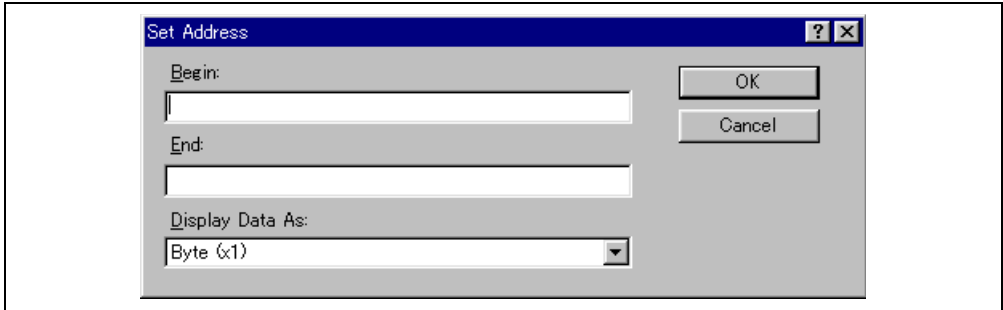 Set Address
Begin:
OK
Cancel
End:
Display Data As:
Byte (x1)